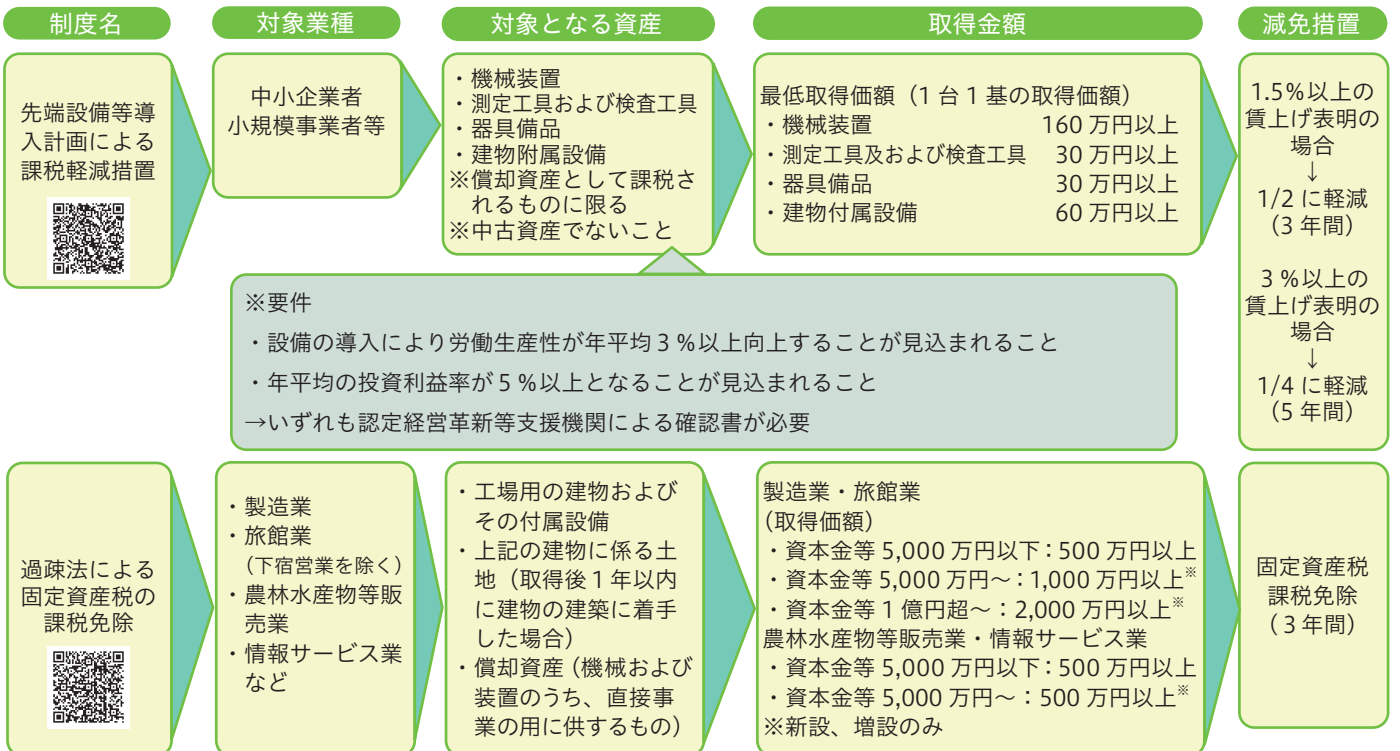 制度名
対象業種
対象となる資産
取得金額
減免措置
先端設備等導
入計画による
課税軽減措置
中小企業者
小規模事業者等
・機械装置
・測定工具および検査工具
・器具備品
・建物附属設備
※償却資産として課税さ
れるものに限る
※中古資産でないこと
最低取得価額（1 台 1 基の取得価額）
・機械装置 160 万円以上
・測定工具及および検査工具 30 万円以上
・器具備品 30 万円以上
・建物付属設備 60 万円以上
1.5％以上の
賃上げ表明の
場合
↓
1/2 に軽減
（3 年間）
3 ％以上の
賃上げ表明の
場合
↓
1/4 に軽減
（5 年間）
※要件
・設備の導入により労働生産性が年平均 3 ％以上向上することが見込まれること
・年平均の投資利益率が 5 ％以上となることが見込まれること
→いずれも認定経営革新等支援機関による確認書が必要
過疎法による
固定資産税の
課税免除
・製造業
・旅館業
（下宿営業を除く）
・農林水産物等販
売業
・情報サービス業
など
・工場用の建物および
その付属設備
・上記の建物に係る土
地（取得後 1 年以内
に建物の建築に着手
した場合）
・償却資産（機械および
装置のうち、直接事
業の用に供するもの）
製造業・旅館業
（取得価額）
・資本金等 5,000 万円以下：500 万円以上
・資本金等 5,000 万円～：1,000 万円以上※
・資本金等 1 億円超～：2,000 万円以上※
農林水産物等販売業・情報サービス業
・資本金等 5,000 万円以下：500 万円以上
・資本金等 5,000 万円～：500 万円以上※
※新設、増設のみ
固定資産税
課税免除
（3 年間）